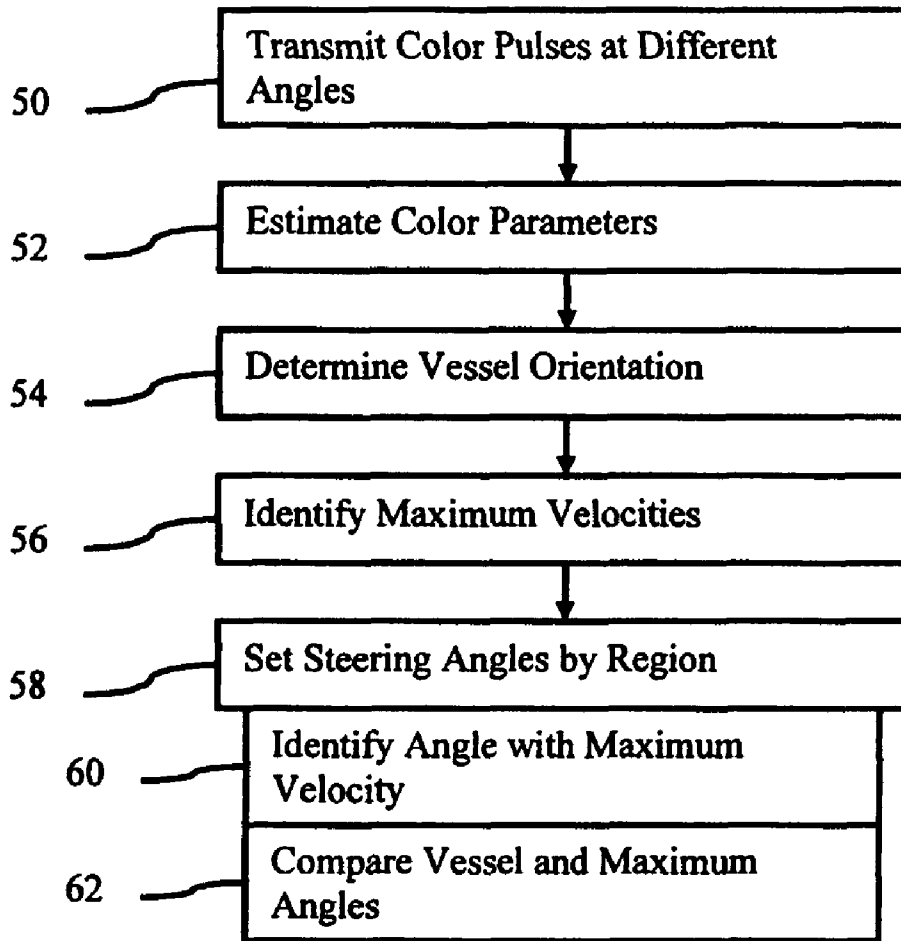 Transmit Color Pulses at Different
Angles
50
Estimate Color Parameters
52
Determine Vessel Orientation
54
Identify Maximum Velocities
56
Set Steering Angles by Region
58
Identify Angle with Maximum
Velocity
60
Compare Vessel and Maximum
Angles
62